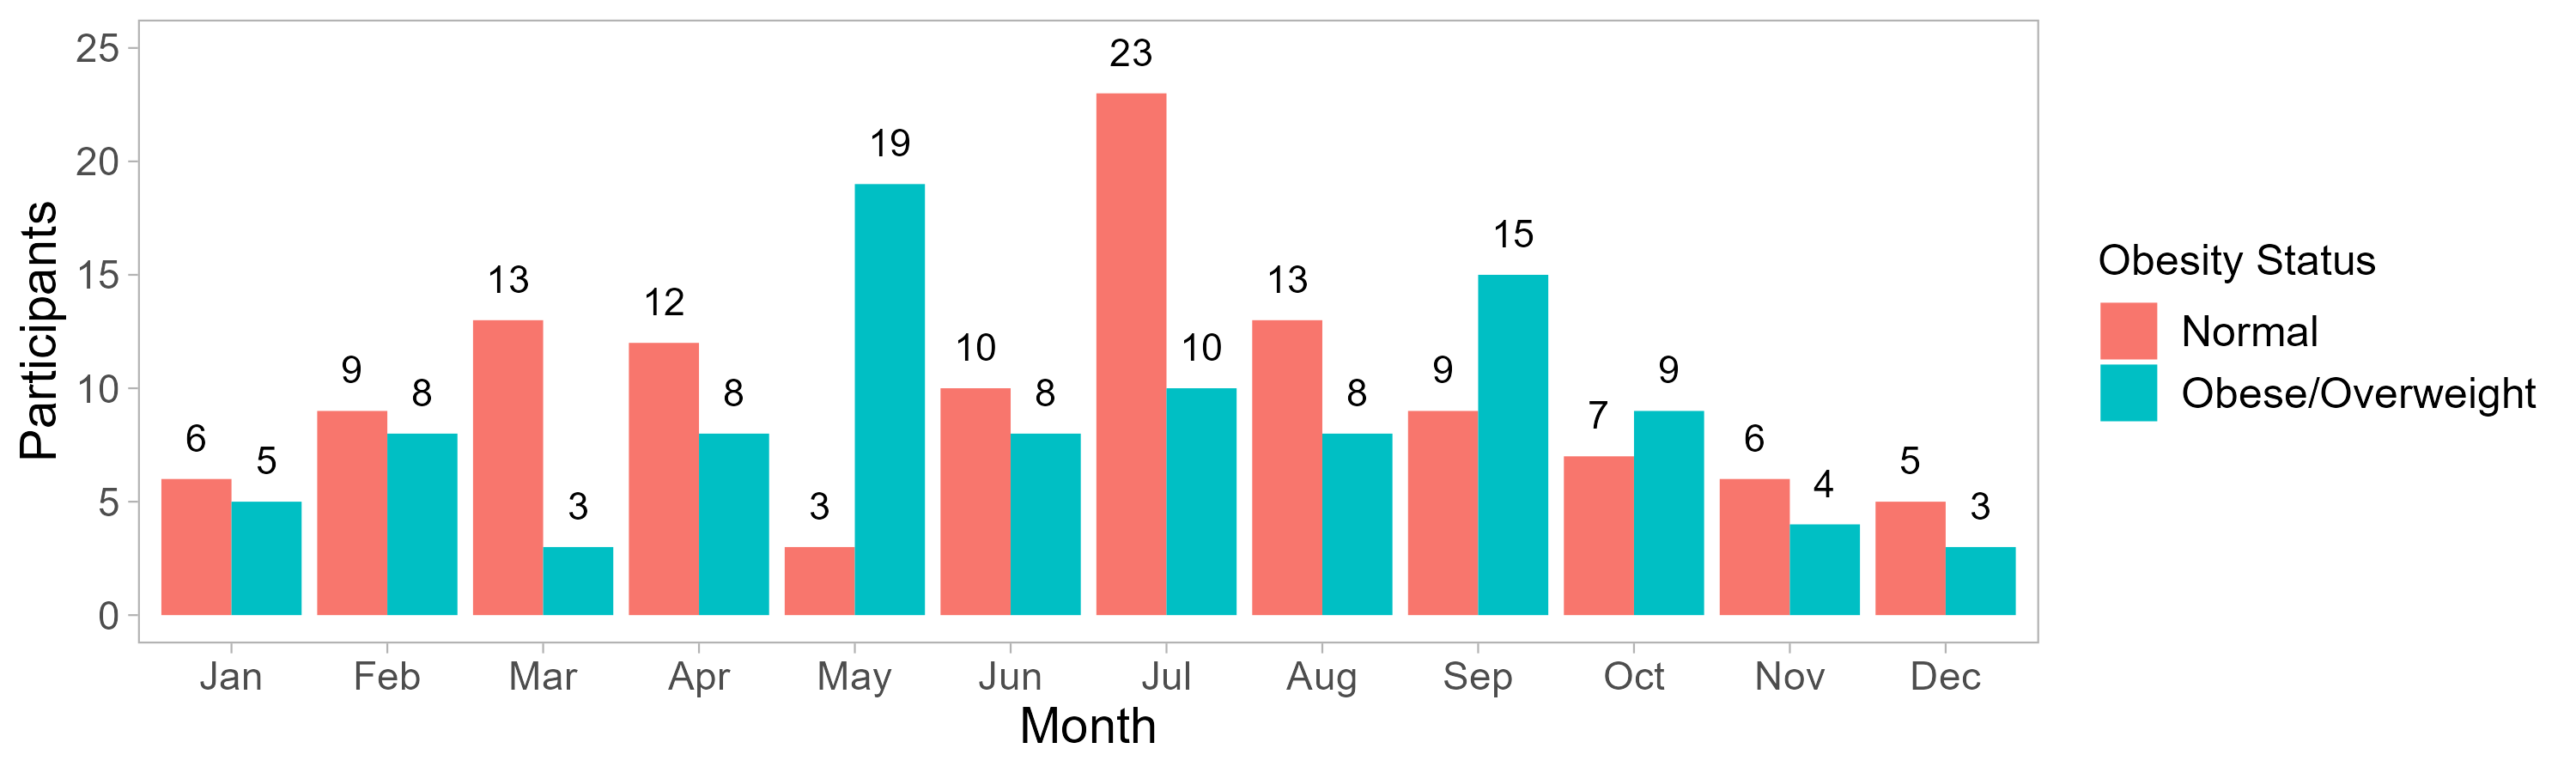 25
20
15
10
5
0
Participants
6 5 9 8 13 3 12 8 3 19 10 8 23 10 13 8 9 15 7 9 6 4 5 3
Jan Feb Mar Apr May Jun Jul Aug Sep Oct Nov Dec
Month
Obesity Status
Normal
Obese/Overweight